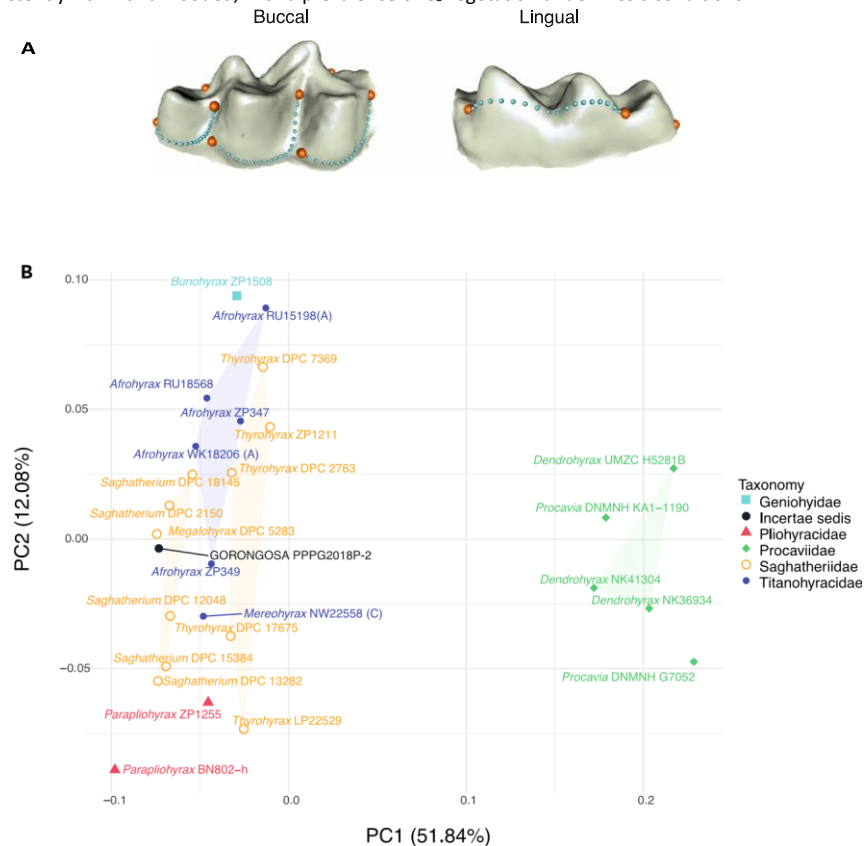 Buccal Lingual
A
B
0.10
Bunohyrax ZP1508
Afrohyrax RU15198(A)
Thyrohyrax DPC 7369
Afrohyrax RU18568
0.05
Afrohyrax ZP347
Thyrohyrax ZP1211
Afrohyrax WK18206 (A)
Thyrohyrax DPC 2763
Saghatherium DPC 18145
Dendrohyrax UMZC H5281B
Saghatherium DPC 2150
Procavia DNMNH KA1-1190
Megalohyrax DPC 5283
0.00
GORONGOSA PPPG2018P-2
Afrohyrax ZP349
Dendrohyrax NK41304
Saghatherium DPC 12048
Dendrohyrax NK36934
Mereohyrax NW22558 (C)
Thyrohyrax DPC 17675
Saghatherium DPC 15384
-0.05
Saghatherium DPC 13282
Procavia DNMNH G7052
Parapliohyrax ZP1255
Thyrohyrax LP22529
Parapliohyrax BN802-h
PC2 (12.08%)
-0.1 0.0 0.1 0.2
PC1 (51.84%)
Taxonomy
Geniohyidae
Incertae sedis
Pliohyracidae
Procaviidae
Saghatheriidae
Titanohyracidae